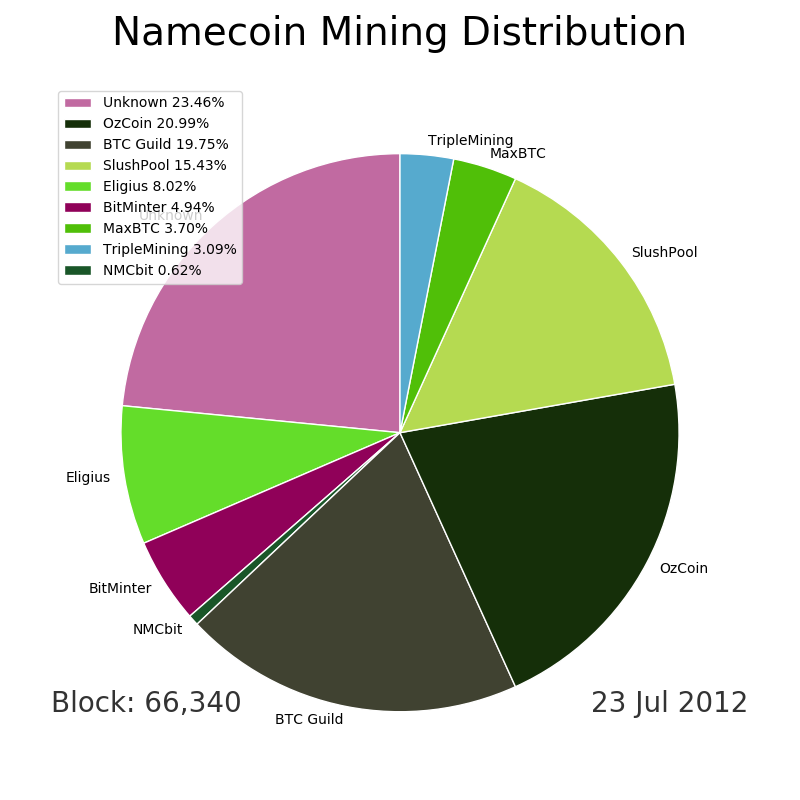 Namecoin Mining Distribution
Unknown 23.46%
OzCoin 20.99%
BTC Guild 19.75%
SlushPool 15.43%
Eligius 8.02%
BitMinter 4.94%
MaxBTC 3.70%
TripleMining 3.09%
NMCbit 0.62%
Unknown
TripleMining
MaxBTC
SlushPool
Eligius
OzCoin
BitMinter
NMCbit
BTC Guild
Block: 66,340
23 Jul 2012